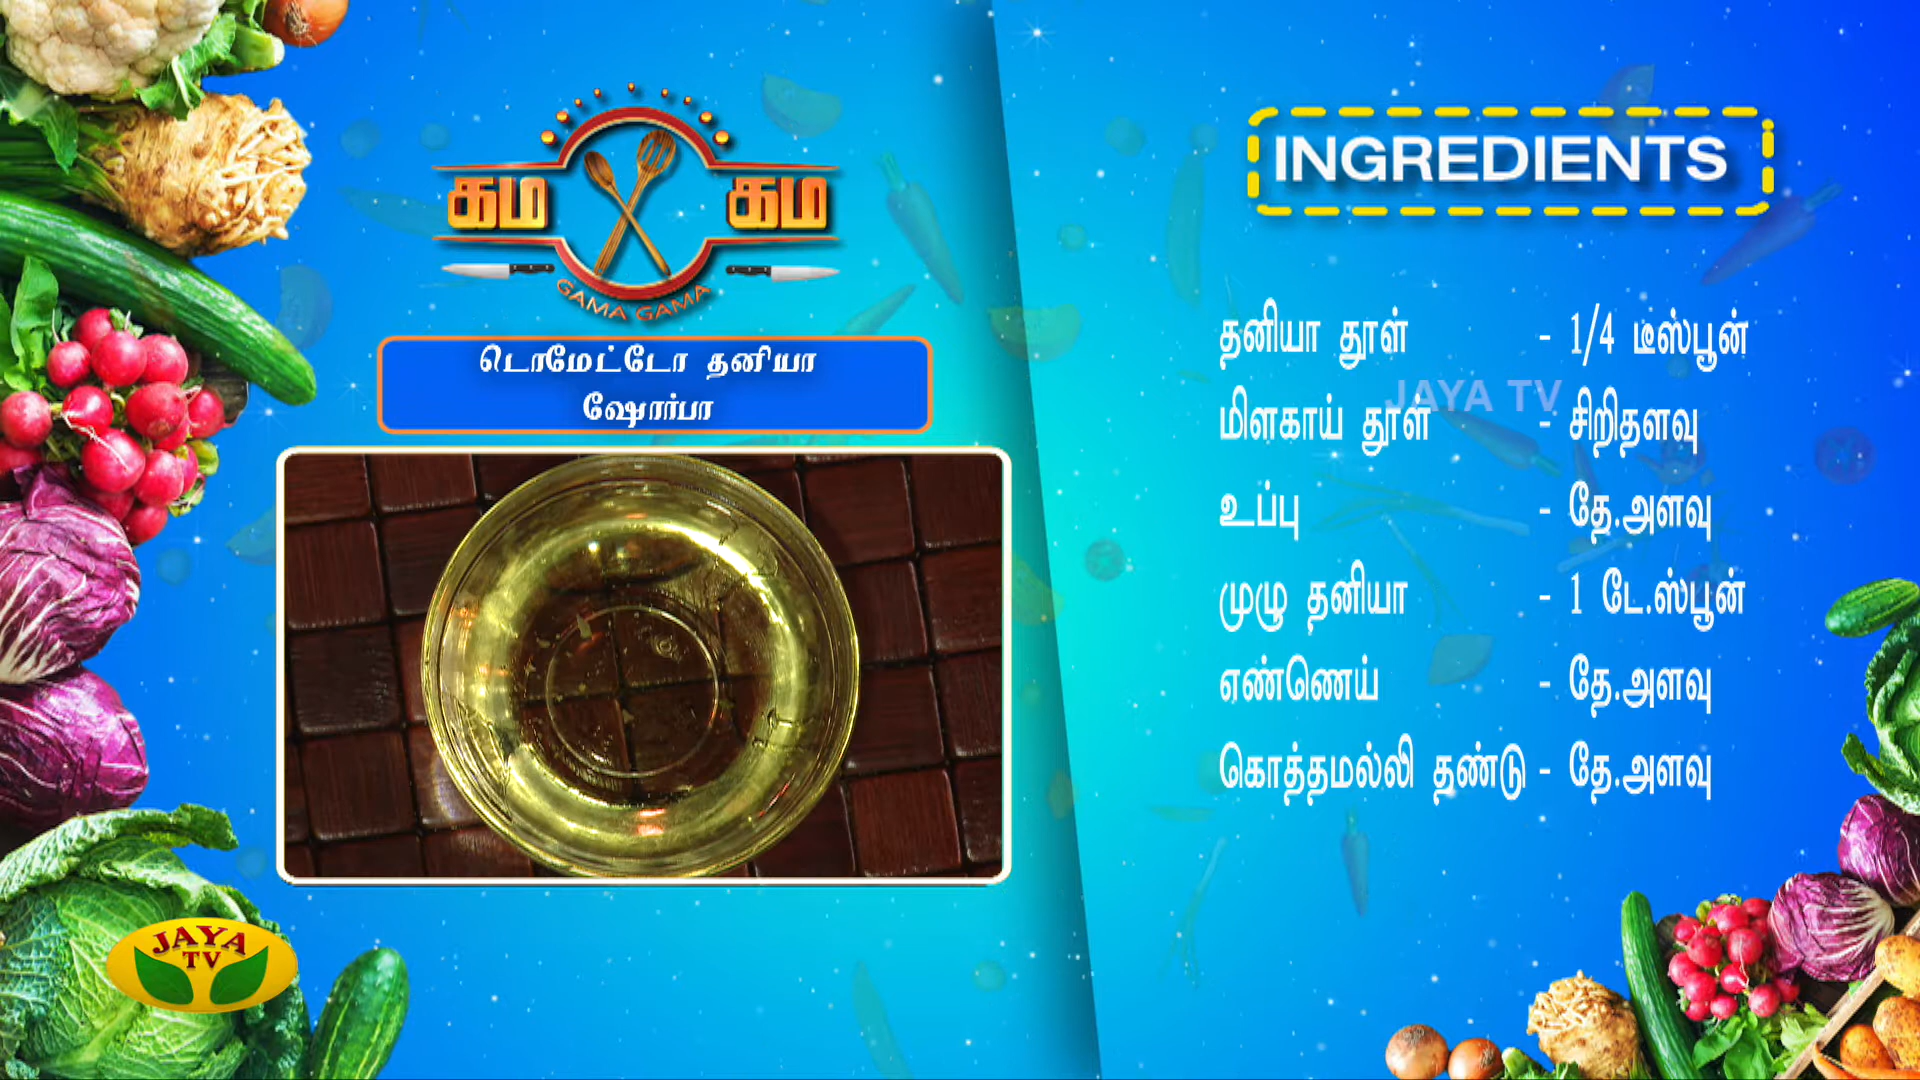 கம கம
GAMA GAMA
டொமேட்டோ தனியா
ஷோர்பா
JAYA TV
INGREDIENTS
தனியா தூள் - 1/4 டீஸ்பூன்
JAYA TV
மிளகாய் தூள் - சிறிதளவு
உப்பு - தே.அளவு
முழு தனியா - 1 டே.ஸ்பூன்
எண்ணெய் - தே.அளவு
கொத்தமல்லி தண்டு - தே.அளவு